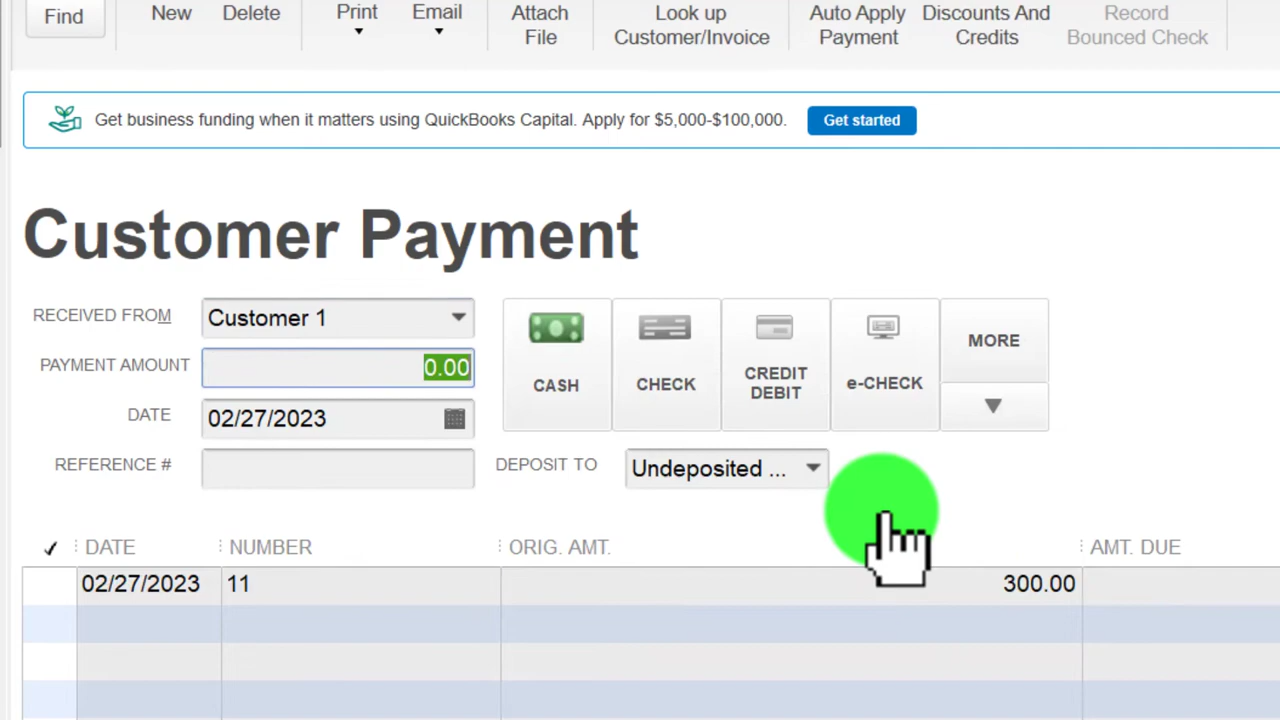 Find
New
Delete
Print
Email
Attach
File
Look up
Customer/Invoice
Auto Apply
Payment
Discounts And
Credits
Record
Bounced Check
Get business funding when it matters using QuickBooks Capital. Apply for $5,000-$100,000.
Get started
Customer Payment
RECEIVED FROM
Customer 1
PAYMENT AMOUNT
0.00
DATE
02/27/2023
REFERENCE #
CASH
CHECK
CREDIT
DEBIT
e-CHECK
MORE
DEPOSIT TO
Undeposited ...
DATE
NUMBER
ORIG. AMT.
AMT. DUE
02/27/2023
11
300.00